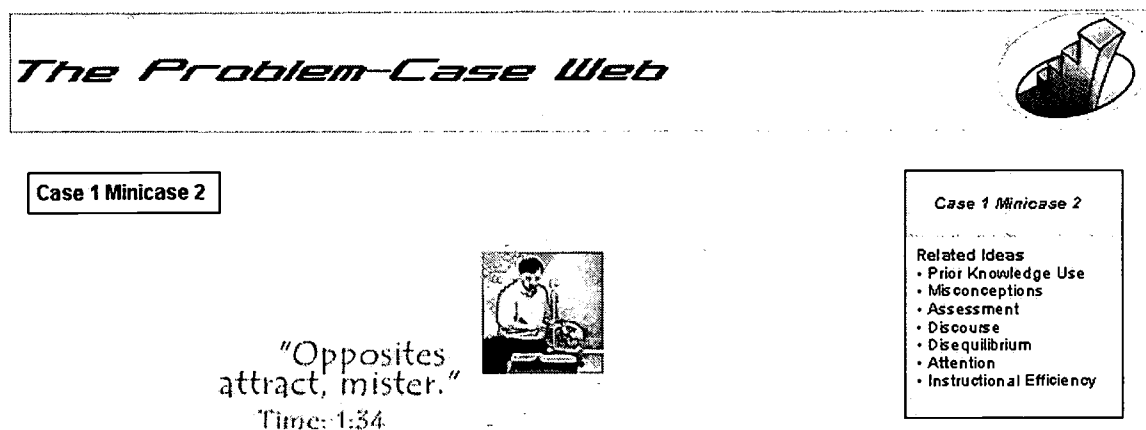 The Problem-Case Web
Case 1 Minicase 2
"Opposites
attract, mister."
Time: 1:34
Case 1 Minicase 2
Related Ideas
• Prior Knowledge Use
• Misconceptions
• Assessment
• Discourse
• Disequilibrium
• Attention
• Instructional Efficiency